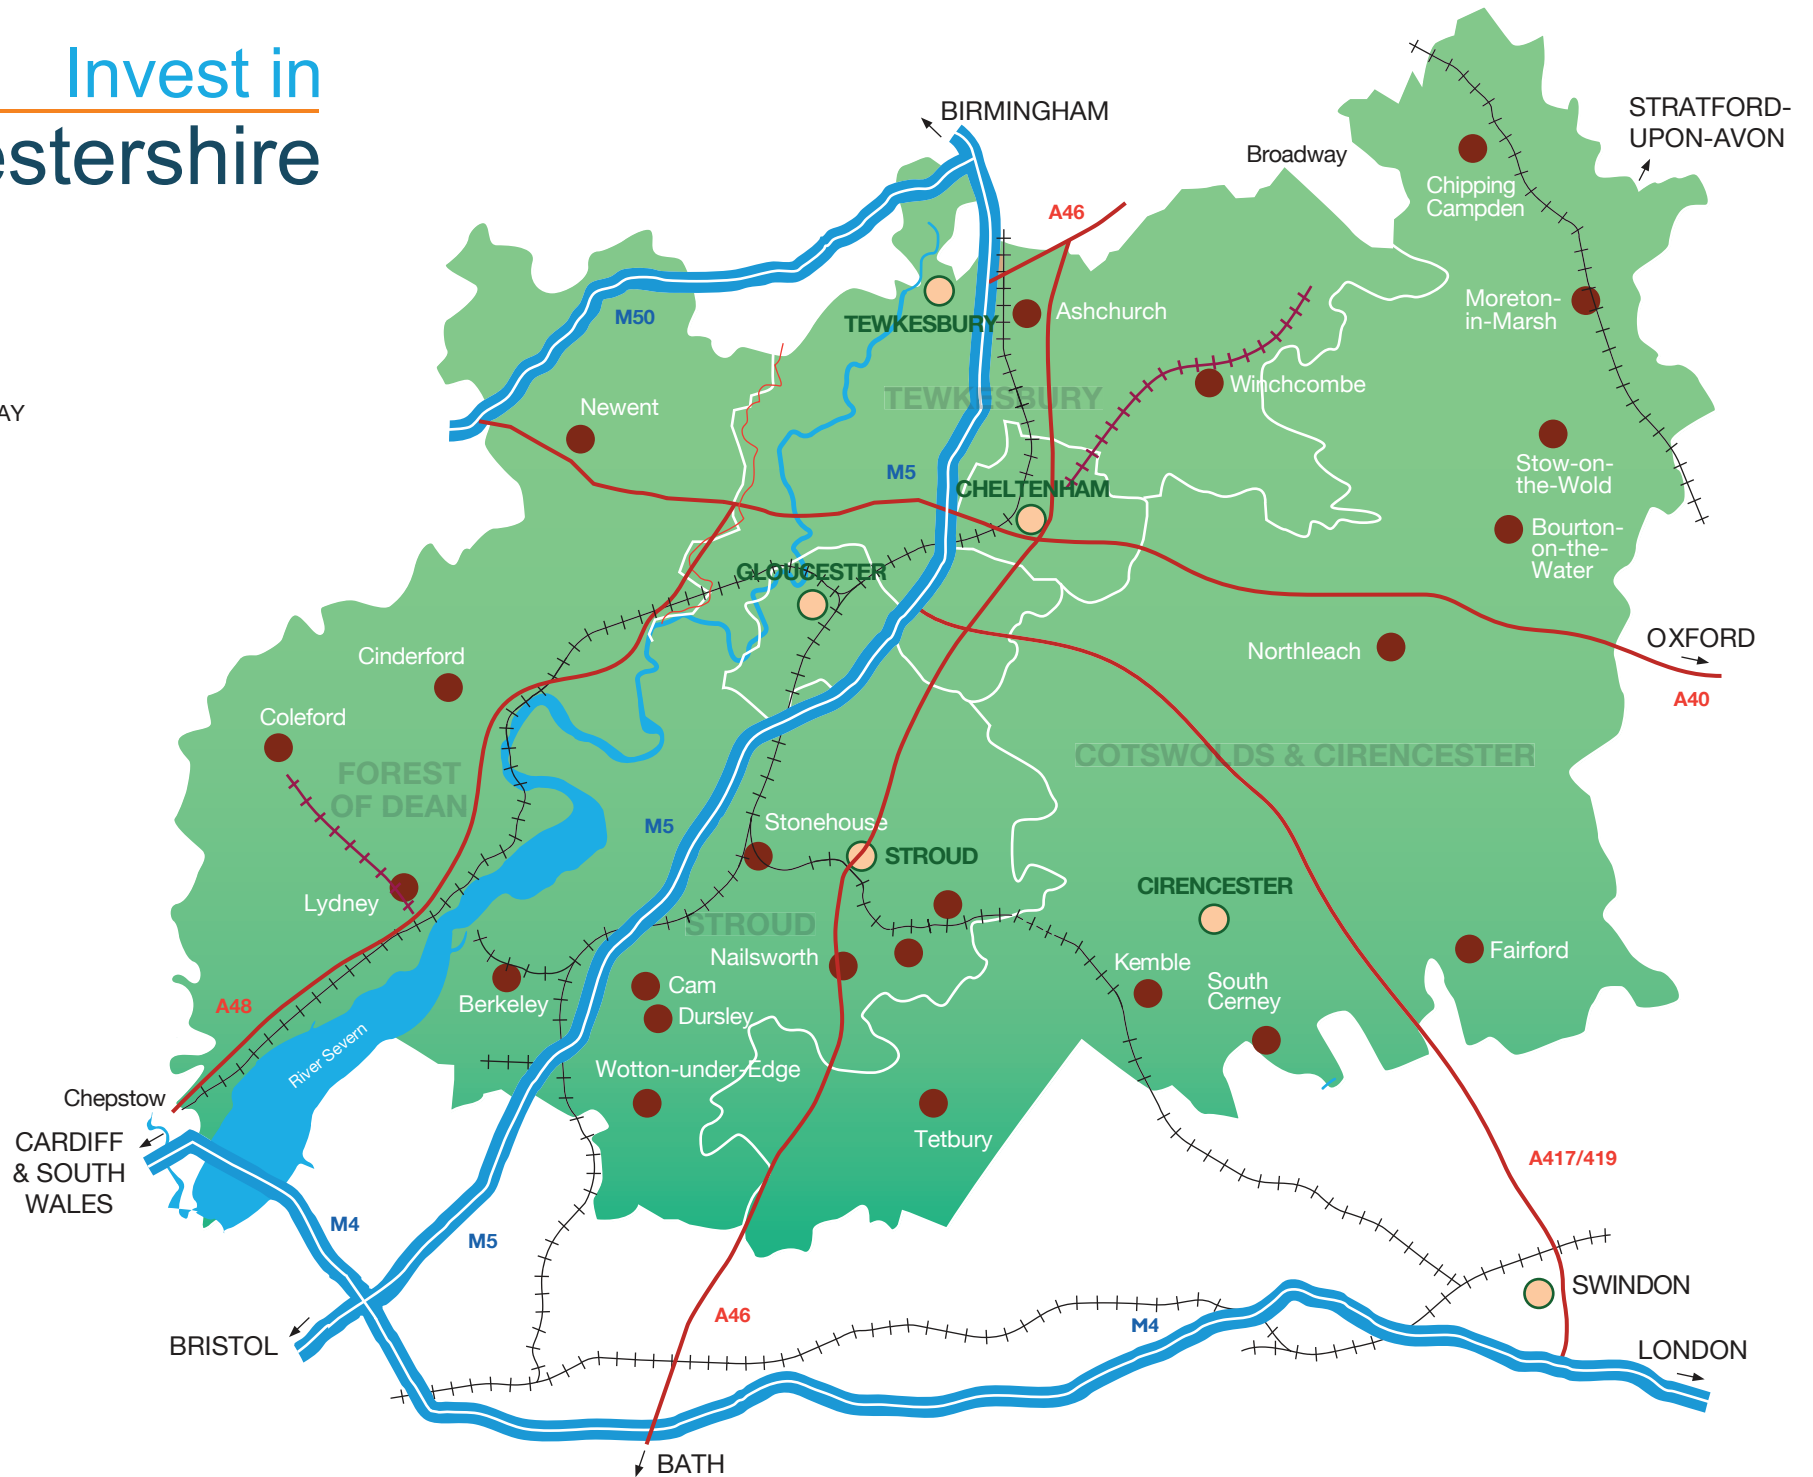 Invest in
estershire
BIRMINGHAM
STRATFORD-
UPON-AVON
Broadway
Chipping
Campden
A46
M50
TEWKESBURY
Ashchurch
Moreton-
in-Marsh
TEWKESBURY
Winchcombe
AY
Newent
M5
CHELTENHAM
Stow-on-
the-Wold
Bourton-
on-the-
Water
GLOUCESTER
Cinderford
Northleach
OXFORD
A40
Coleford
FOREST
OF DEAN
COTSWOLDS & CIRENCESTER
M5
Stonehouse
STROUD
CIRENCESTER
Lydney
STROUD
Nailsworth
Fairford
Kemble
South
Cerney
Cam
Berkeley
Dursley
A48
River Severn
Wotton-under-Edge
Chepstow
Tetbury
CARDIFF
& SOUTH
WALES
A417/419
M4
M5
SWINDON
A46
M4
BRISTOL
LONDON
BATH